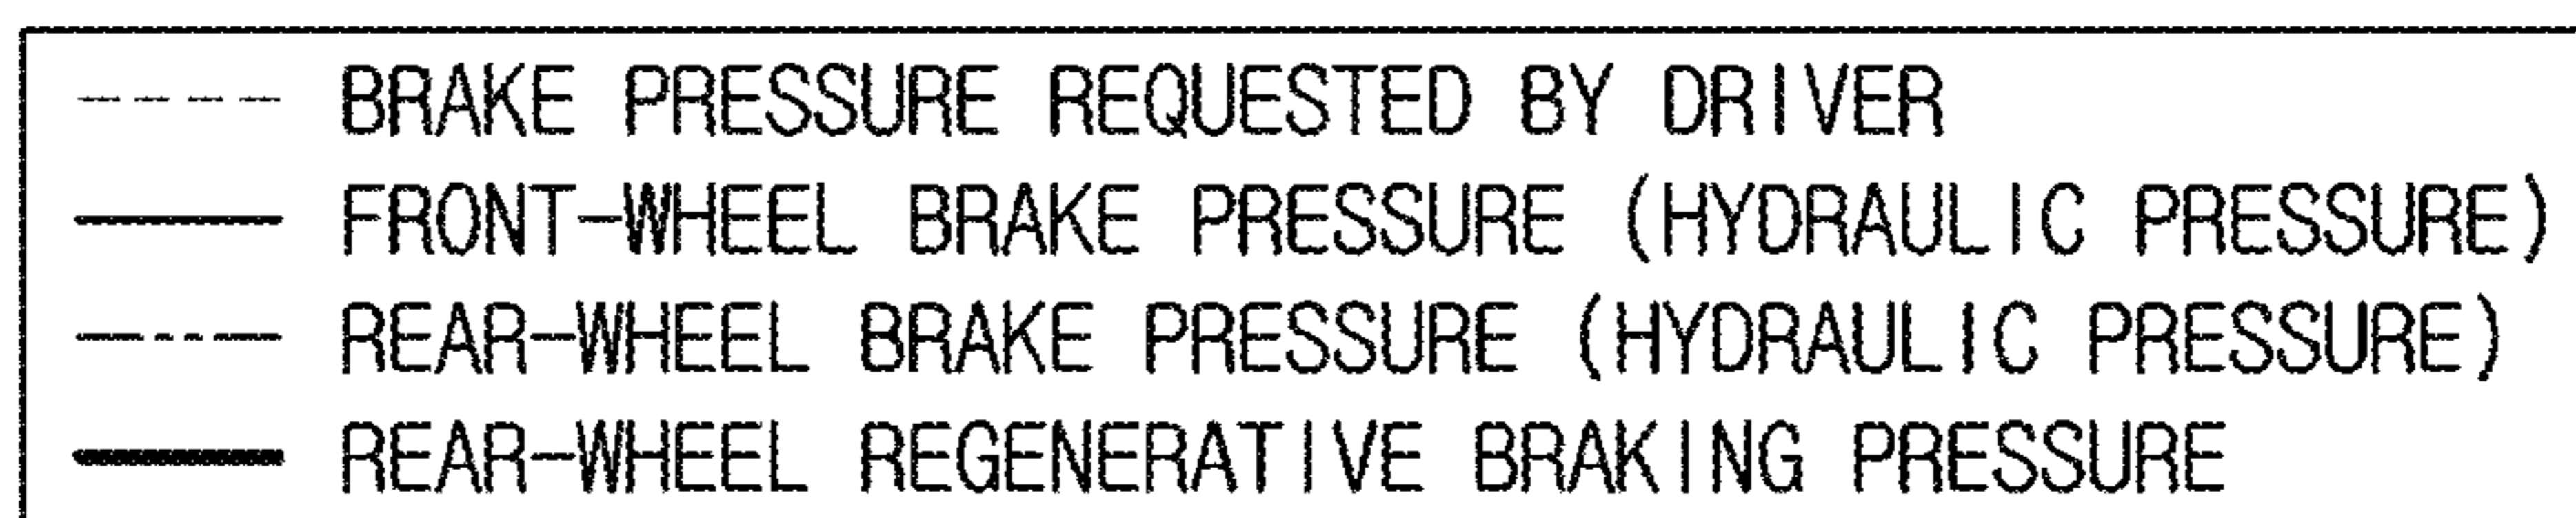 BRAKE PRESSURE REQUESTED BY DRIVER
FRONT-WHEEL BRAKE PRESSURE (HYDRAULIC PRESSURE)
REAR-WHEEL BRAKE PRESSURE (HYDRAULIC PRESSURE)
REAR-WHEEL REGENERATIVE BRAKING PRESSURE